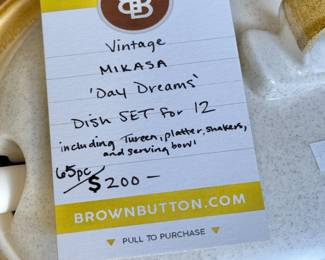 BB
Vintage
MIKASA
'Day Dreams'
Dish SET for 12
including Tureen, platter, shakers,
and serving bowl
65pc
$200-
BROWNBUTTON.COM
▼ PULL TO PURCHASE ▼